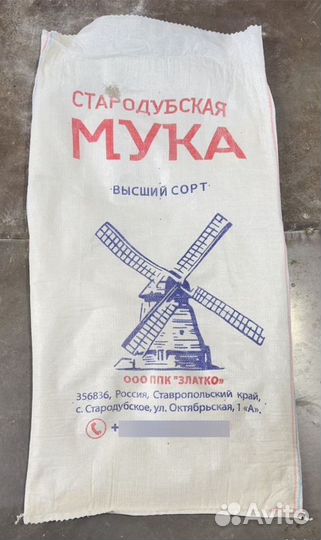 СТАРОДУБСКАЯ
МУКА
·ВЫСШИЙ СОРТ·
ООО ППК "ЗЛАТКО»
356836, Россия, Ставропольский край,
с. Стародубское, ул. Октябрьская, 1 «А».
+
Avito